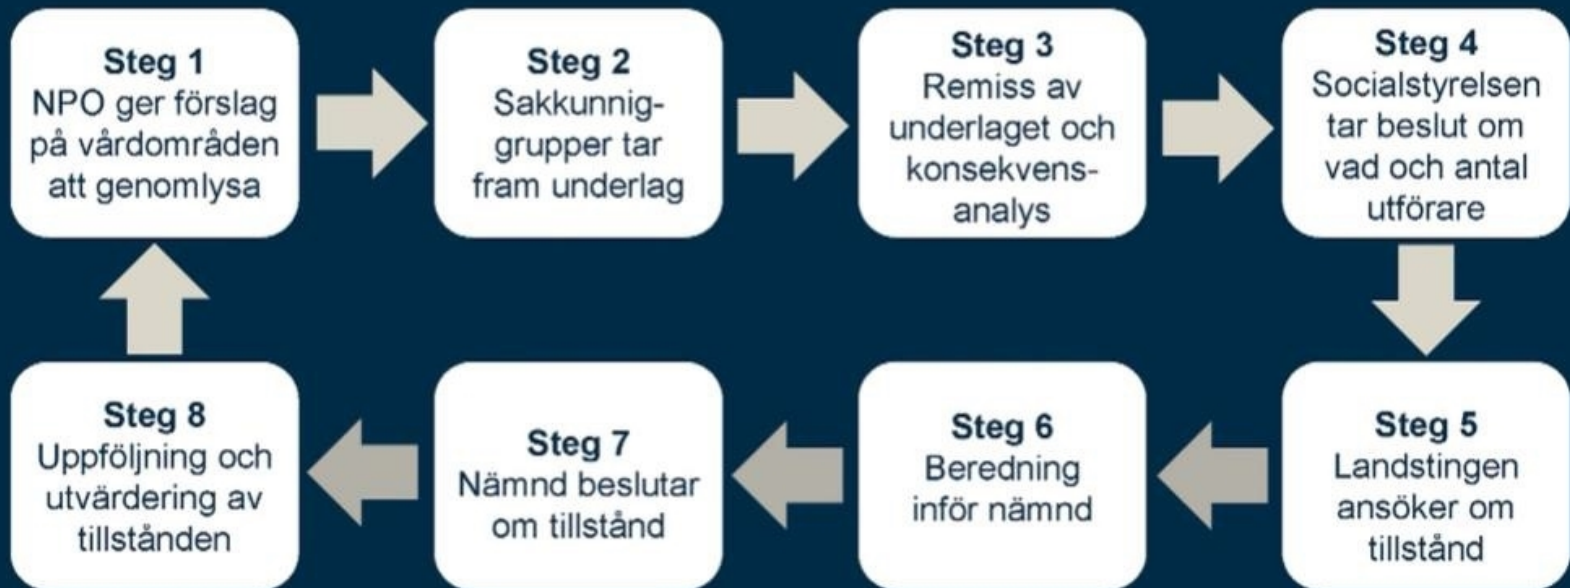 Steg 1
NPO ger förslag
på vårdområden
att genomlysa
Steg 2
Sakkunnig-
grupper tar
fram underlag
Steg 3
Remiss av
underlaget och
konsekvens-
analys
Steg 4
Socialstyrelsen
tar beslut om
vad och antal
utförare
Steg 5
Landstingen
ansöker om
tillstånd
Steg 6
Beredning
inför nämnd
Steg 7
Nämnd beslutar
om tillstånd
Steg 8
Uppföljning och
utvärdering av
tillstånden